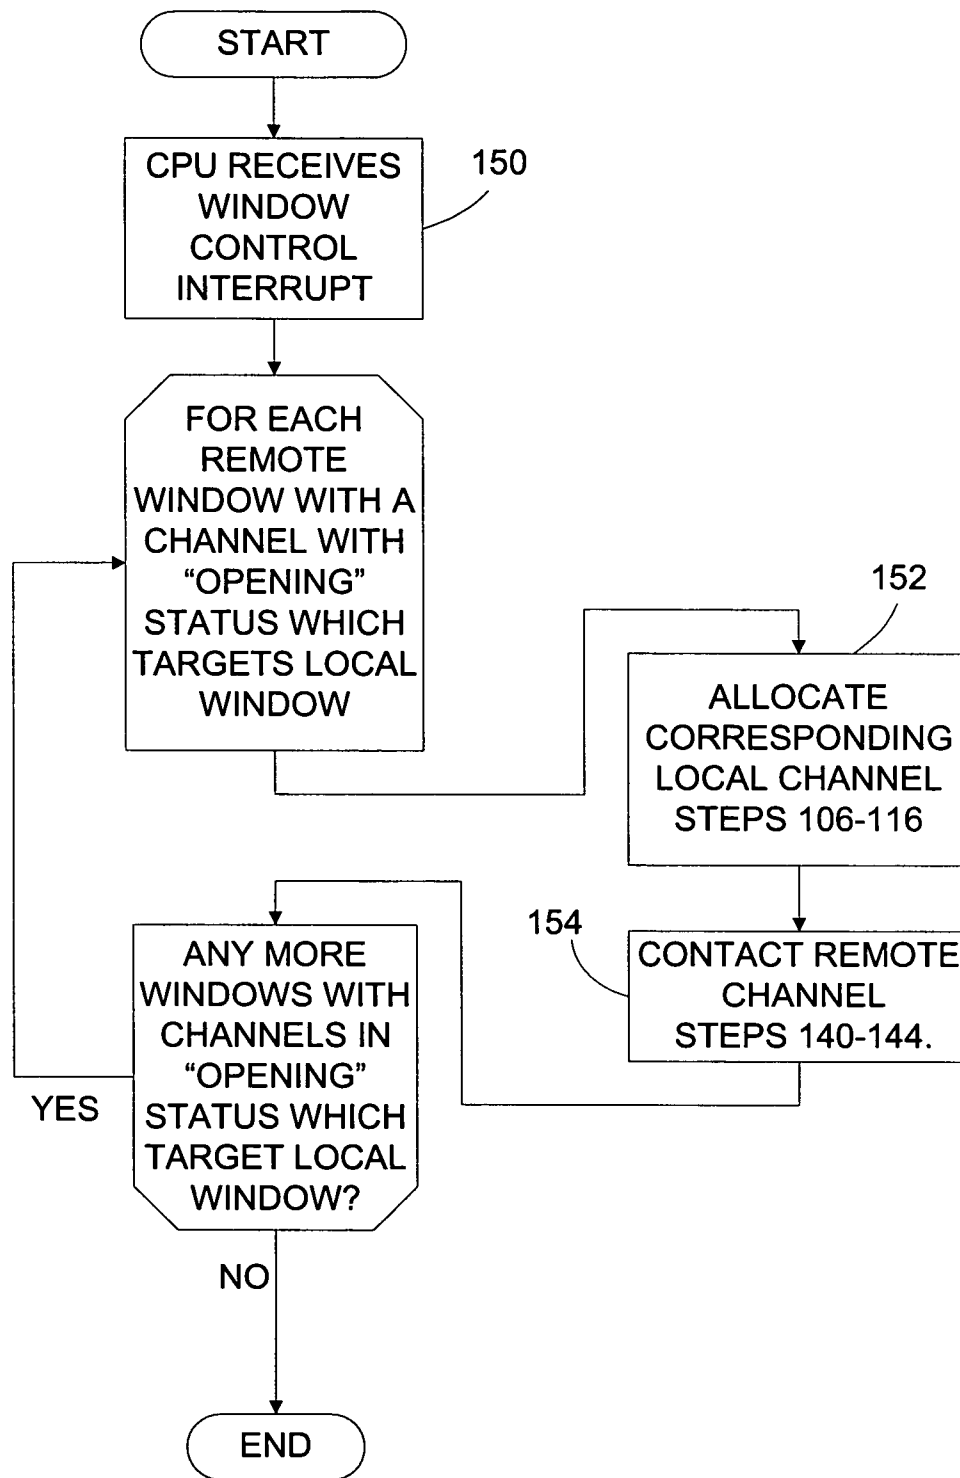 START
CPU RECEIVES
WINDOW
CONTROL
INTERRUPT
150
FOR EACH
REMOTE
WINDOW WITH A
CHANNEL WITH
“OPENING”
STATUS WHICH
TARGETS LOCAL
WINDOW
152
ALLOCATE
CORRESPONDING
LOCAL CHANNEL
STEPS 106-116
154
CONTACT REMOTE
CHANNEL
STEPS 140-144.
ANY MORE
WINDOWS WITH
CHANNELS IN
“OPENING”
STATUS WHICH
TARGET LOCAL
WINDOW?
YES
NO
END